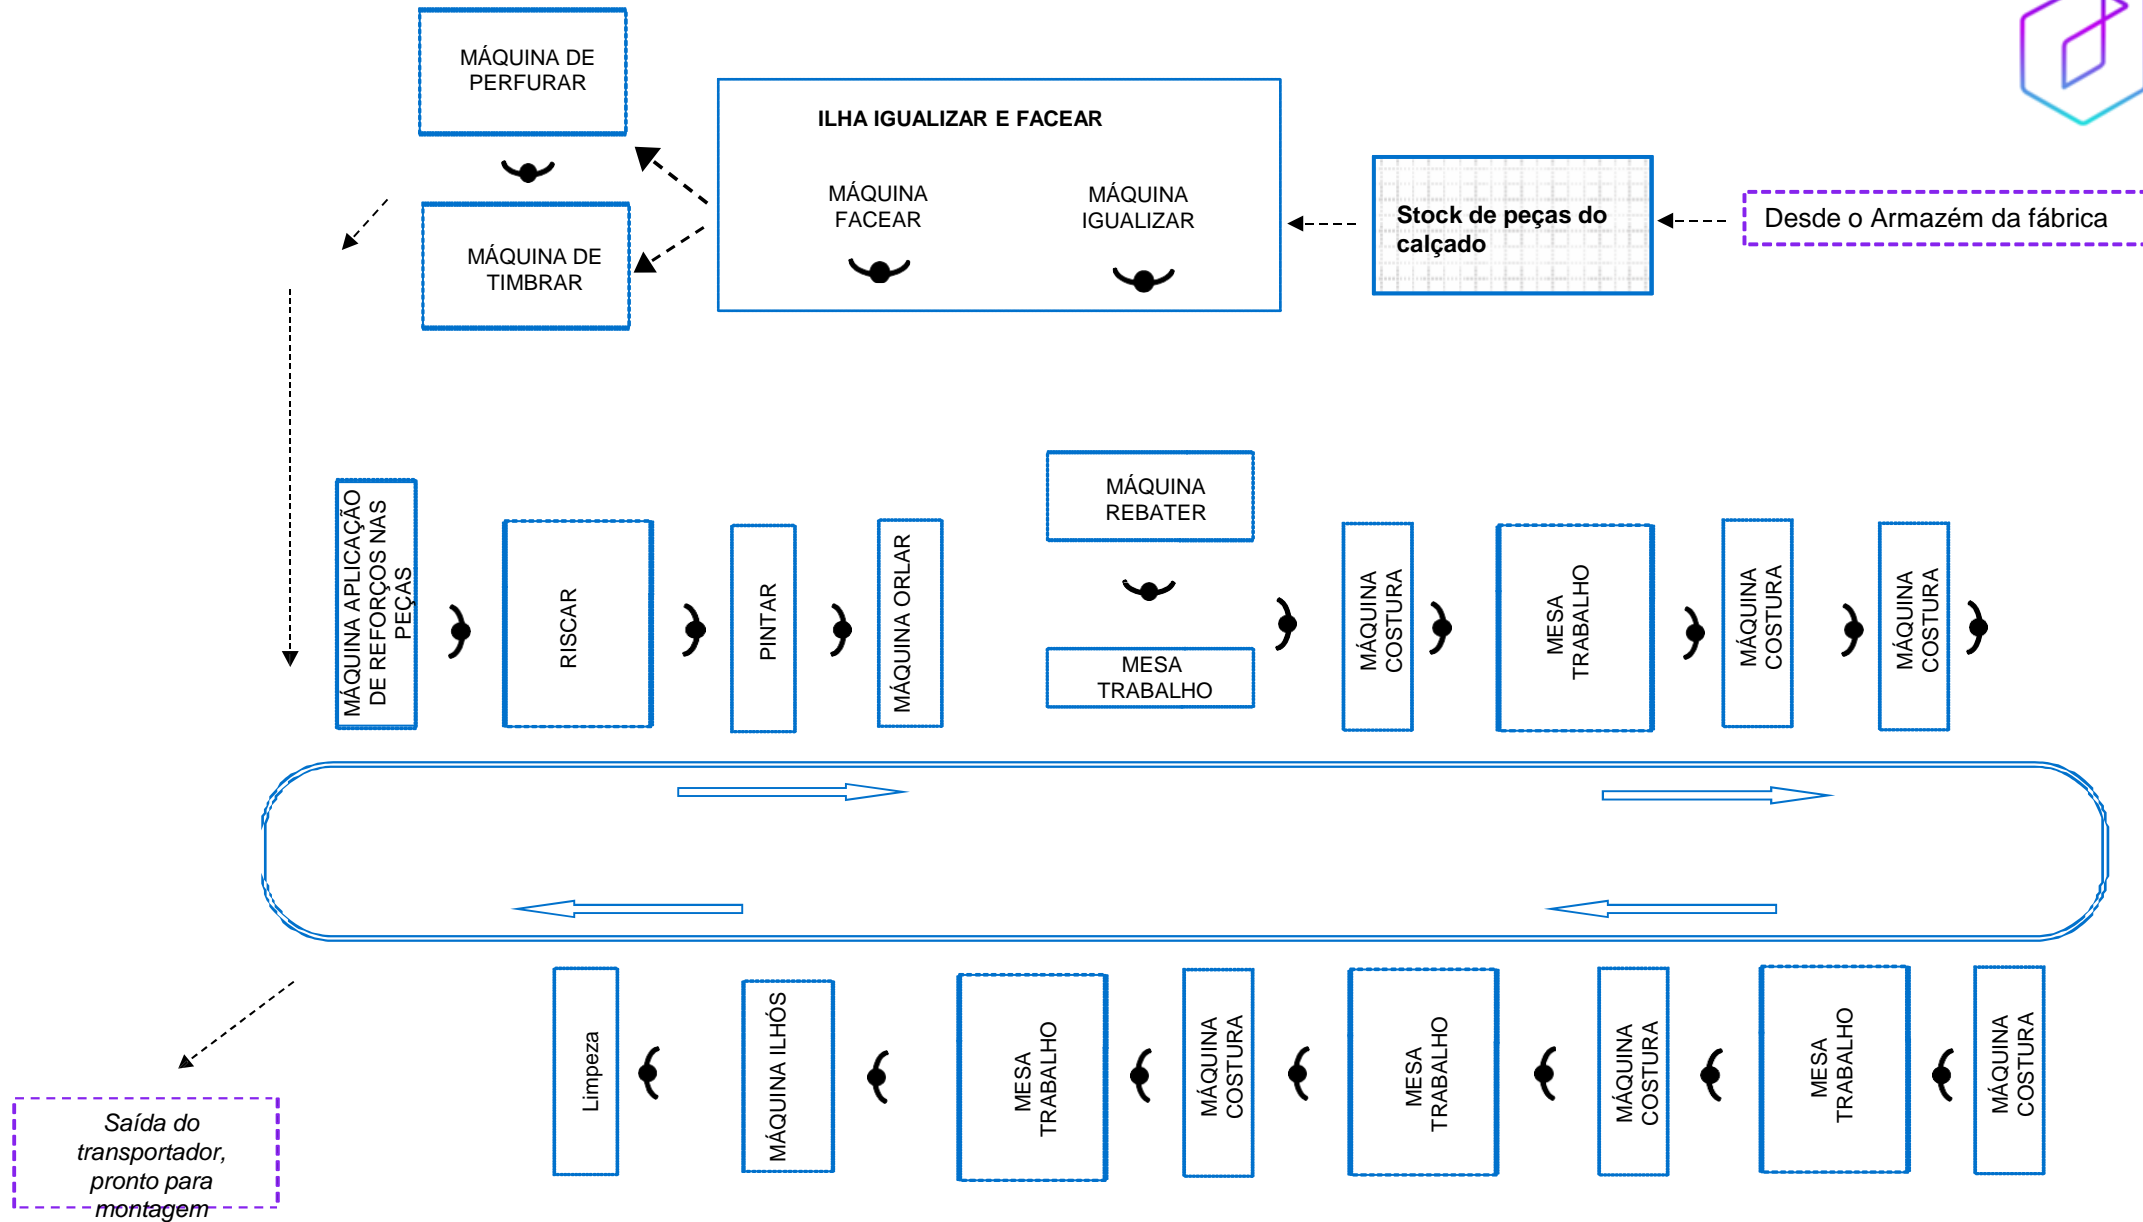 MÁQUINA DE
PERFURAR
ILHA IGUALIZAR E FACEAR
MÁQUINA
FACEAR
MÁQUINA
IGUALIZAR
Stock de peças do
calçado
Desde o Armazém da fábrica
MÁQUINA DE
TIMBRAR
MÁQUINA APLICAÇÃO
DE REFORÇOS NAS
PEÇAS
RISCAR
PINTAR
MÁQUINA ORLAR
MÁQUINA
REBATER
MESA
TRABALHO
MÁQUINA
COSTURA
MESA
TRABALHO
MÁQUINA
COSTURA
MÁQUINA
COSTURA
Limpeza
MÁQUINA ILHÓS
MESA
TRABALHO
MÁQUINA
COSTURA
MESA
TRABALHO
MÁQUINA
COSTURA
MESA
TRABALHO
MÁQUINA
COSTURA
Saída do
transportador,
pronto para
montagem